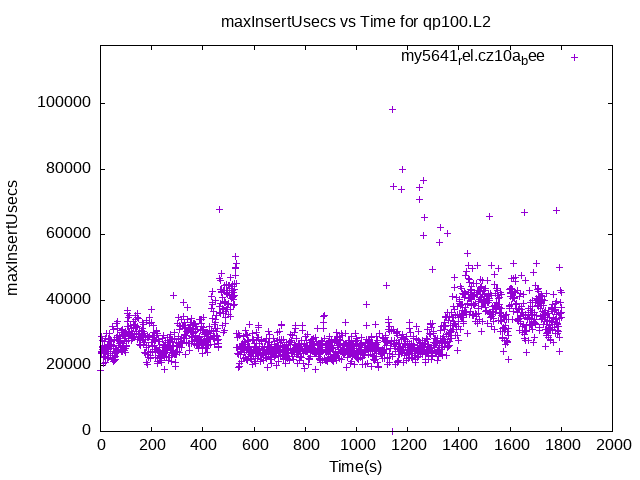 maxInsertUsecs vs Time for qp100.L2
my5641rel.cz10abee
100000
80000
60000
40000
20000
0
maxInsertUsecs
0 200 400 600 800 1000 1200 1400 1600 1800 2000
Time(s)